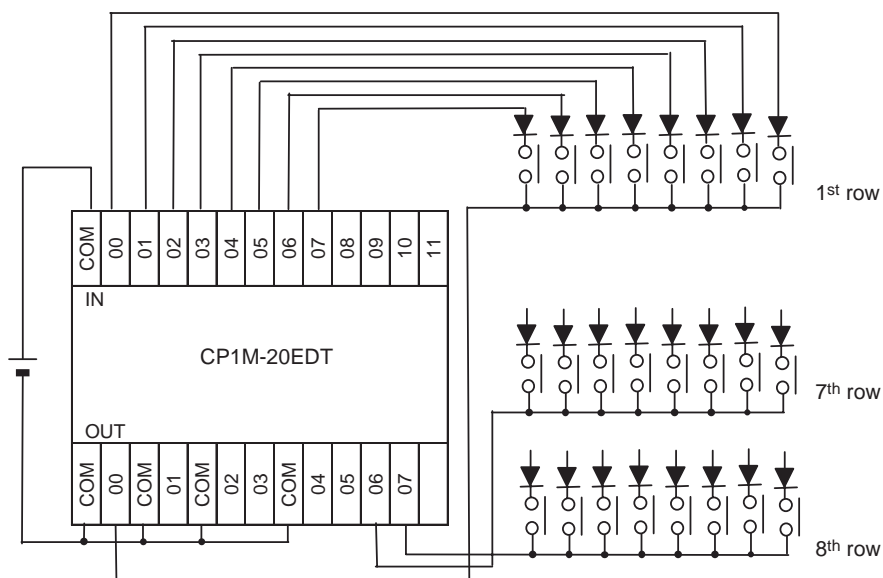 COM 00 01 02 03 04 05 06 07 08 09 10 11
1st row
IN
CP1M-20EDT
7th row
OUT
COM 00 COM 01 COM 02 03 COM 04 05 06 07
8th row